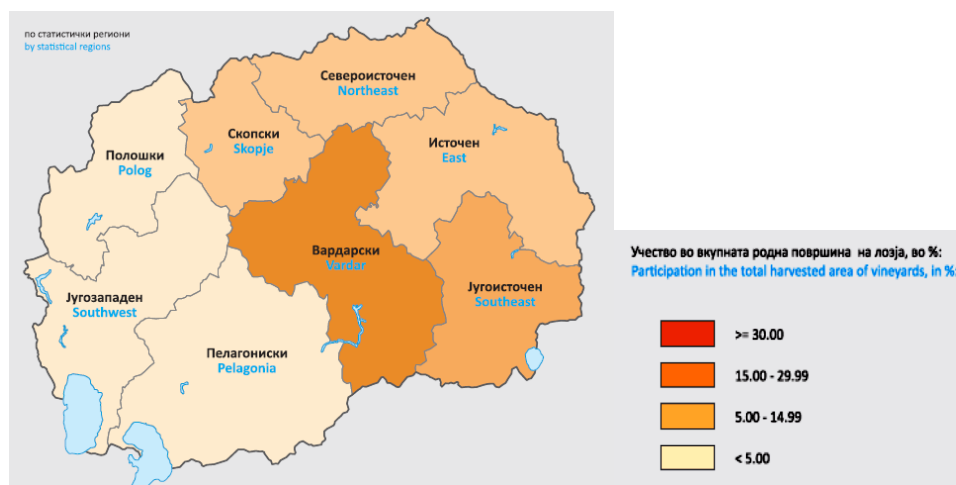 по статистички региони
by statistical regions
Североисточен
Northeast
Скопски
Skopje
Источен
East
Полошки
Polog
Вардарски
Vardar
Југоисточен
Southeast
Југозападен
Southwest
Пелагониски
Pelagonia
Учество во вкупната родна површина на лозја, во %:
Participation in the total harvested area of vineyards, in %:
>= 30.00
15.00 - 29.99
5.00 - 14.99
< 5.00